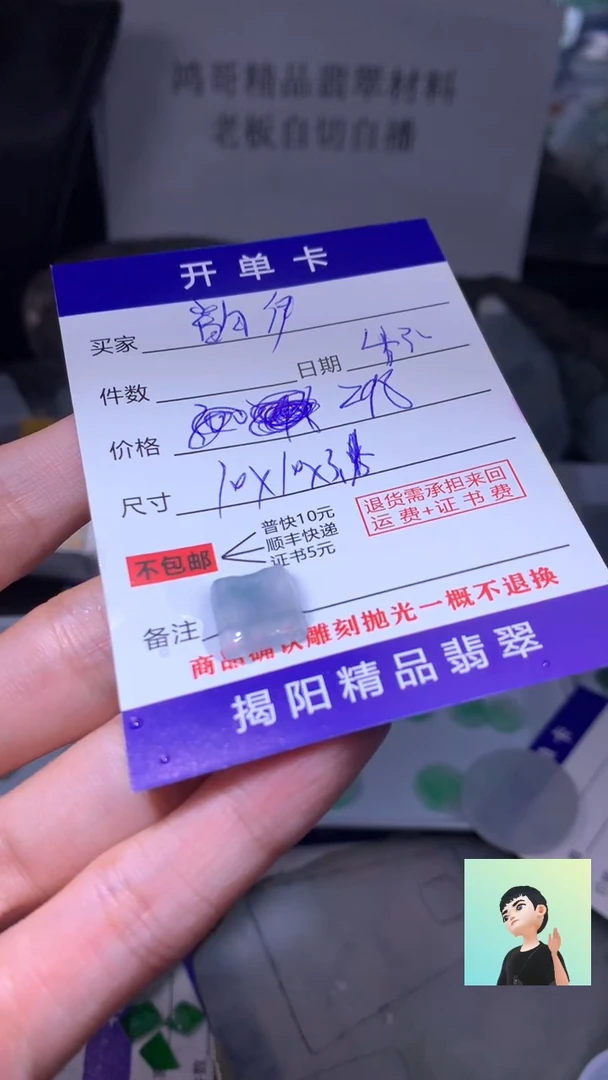 鸿哥精品翡翠材料
老板自切自播
开单卡
买家
件数
日期
价格 298
尺寸 10X10X3
退货需承担来回
运费+证书费
不包邮
普快10元
顺丰快递
证书5元
备注
商品确认雕刻抛光一概不退换
揭阳精品翡翠